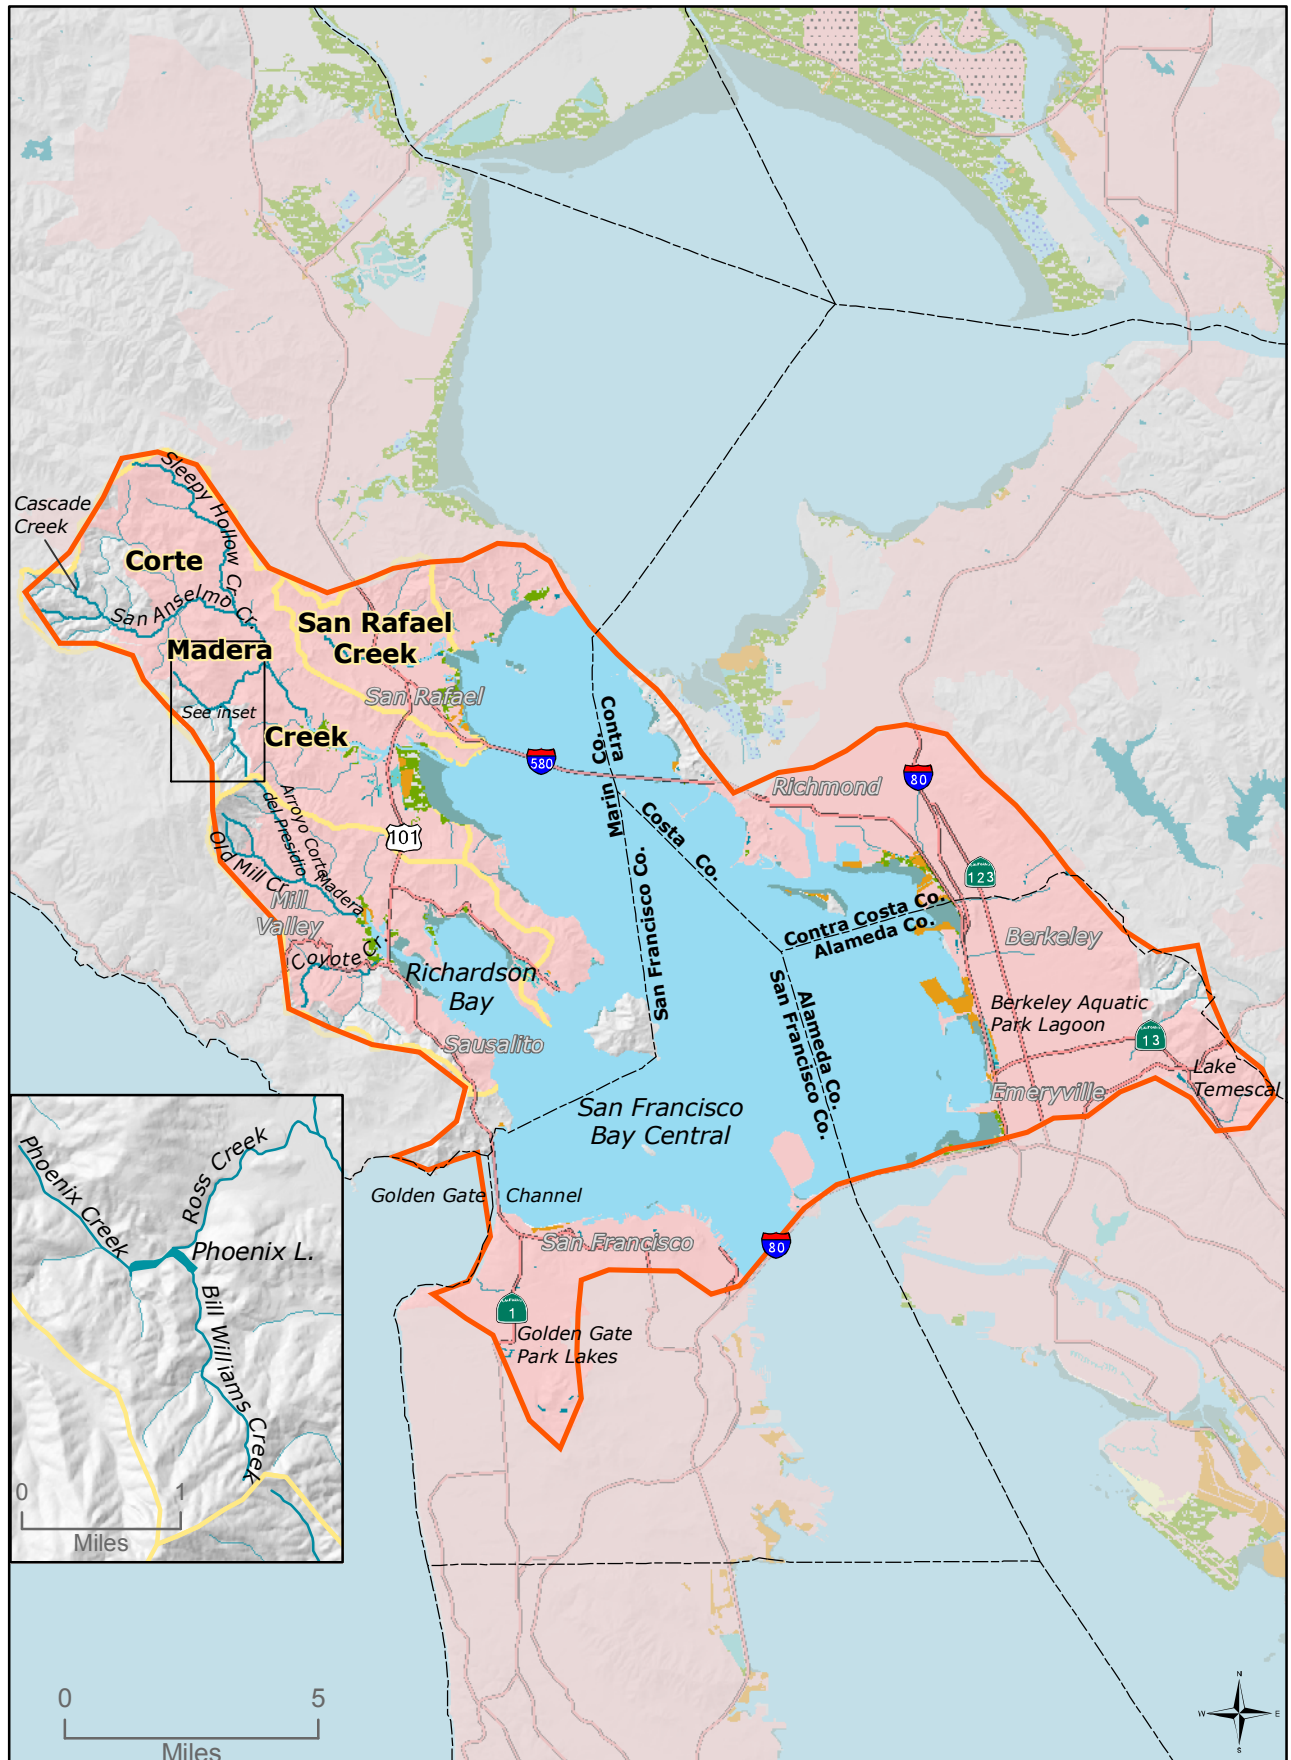 Sleepy Hollow Cr.
Cascade
Creek
Corte
San Anselmo Cr.
San Rafael
Creek
Madera
San Rafael
See inset
Creek
Contra
Co.
Marin
580
Richmond
80
Arroyo Corte Madera
del Presidio
101
Costa Co.
Old Mill Cr.
123
Mill
Valley
San Francisco Co.
Contra Costa Co.
Alameda Co.
Berkeley
Coyote Cr.
Richardson
Bay
Alameda Co.
San Francisco Co.
Berkeley Aquatic
Park Lagoon
CALIFORNIA
13
Sausalito
Lake
Temescal
Emeryville
San Francisco
Bay Central
Golden Gate Channel
San Francisco
80
1
Golden Gate
Park Lakes
Phoenix Creek
Ross Creek
Phoenix L.
Bill Williams Creek
0 1
Miles
0 5
Miles
N
W E
S